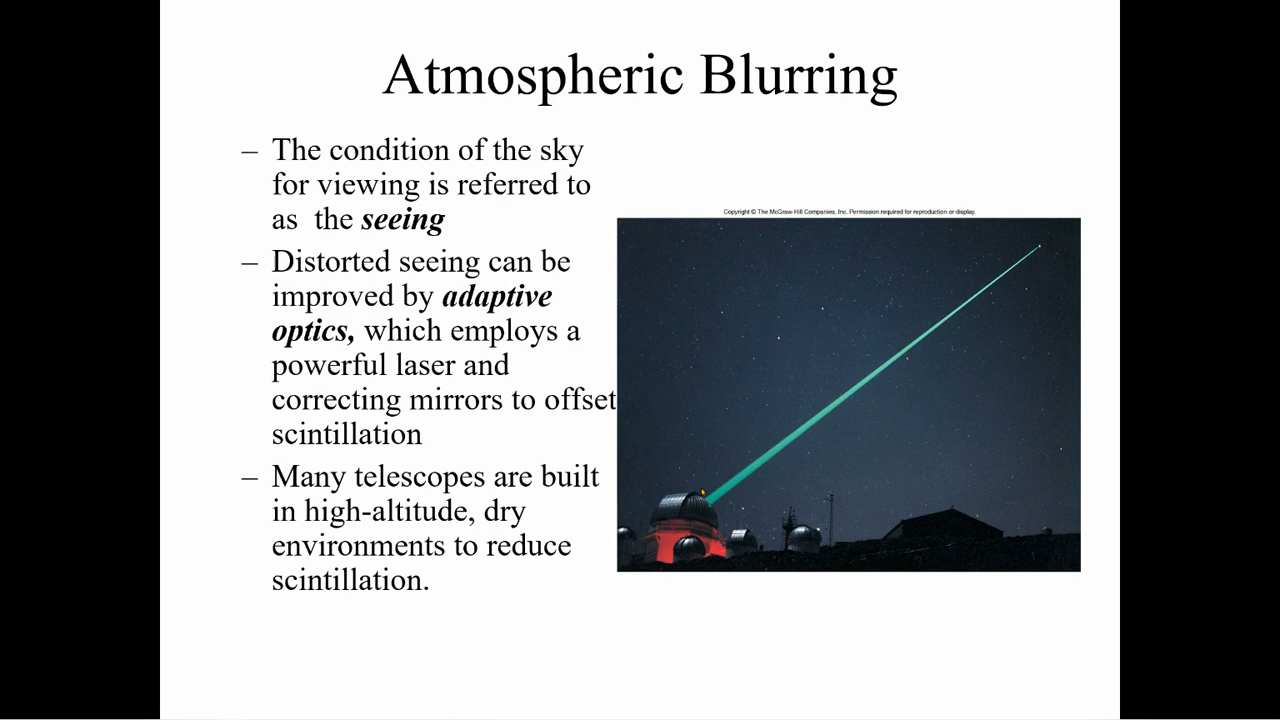 Atmospheric Blurring
– The condition of the sky
for viewing is referred to
as the seeing
– Distorted seeing can be
improved by adaptive
optics, which employs a
powerful laser and
correcting mirrors to offset
scintillation
– Many telescopes are built
in high-altitude, dry
environments to reduce
scintillation.
Copyright © The McGraw-Hill Companies, Inc. Permission required for reproduction or display.